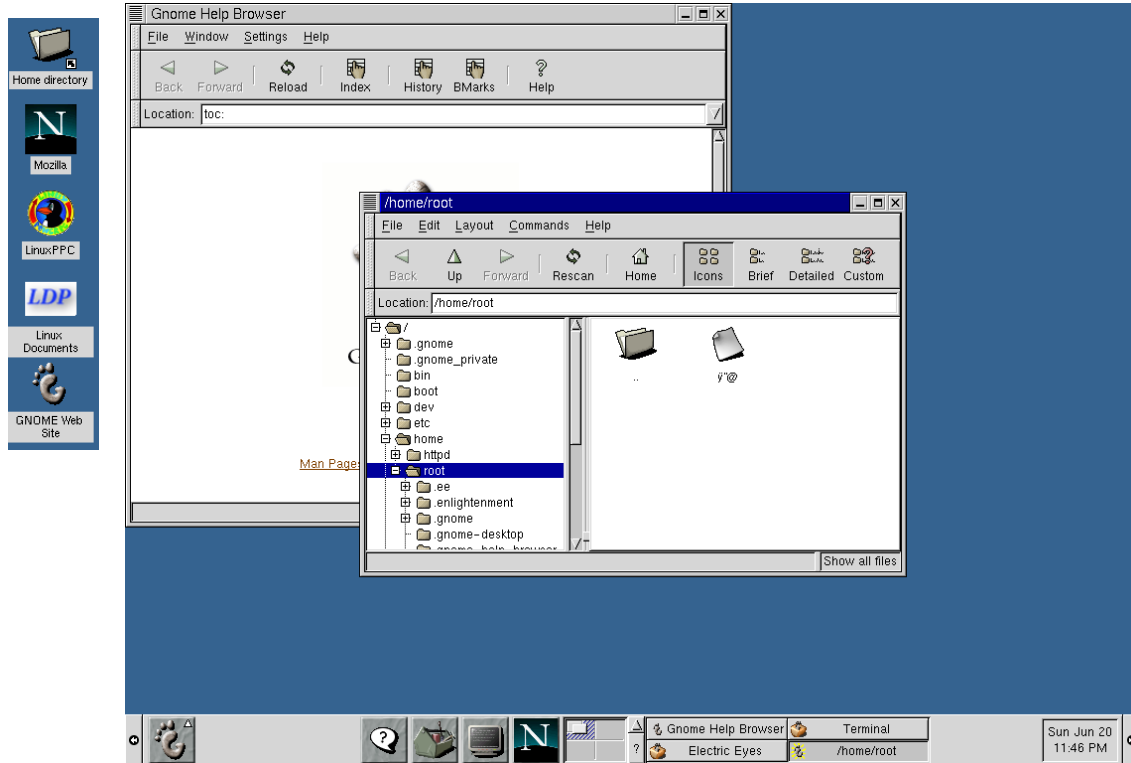 Home directory
N
Mozilla
LinuxPPC
LDP
Linux
Documents
GNOME Web
Site
Gnome Help Browser
File Window Settings Help
Back Forward Reload Index History BMarks Help
Location: toc:
G
Man Pages
/home/root
File Edit Layout Commands Help
Back Up Forward Rescan Home Icons Brief Detailed Custom
Location: /home/root
/
.gnome
.gnome_private
bin
boot
dev
etc
home
httpd
root
.ee
.enlightenment
.gnome
.gnome-desktop
.gnome-help-browser
..
ÿ"@
Show all files
N
?
Gnome Help Browser
Terminal
Electric Eyes
/home/root
Sun Jun 20
11:46 PM